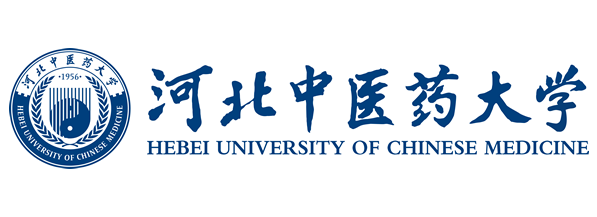 河北中医药大学
·1956·
HEBEI UNIVERSITY OF CHINESE MEDICINE
河北中医药大学
HEBEI UNIVERSITY OF CHINESE MEDICINE